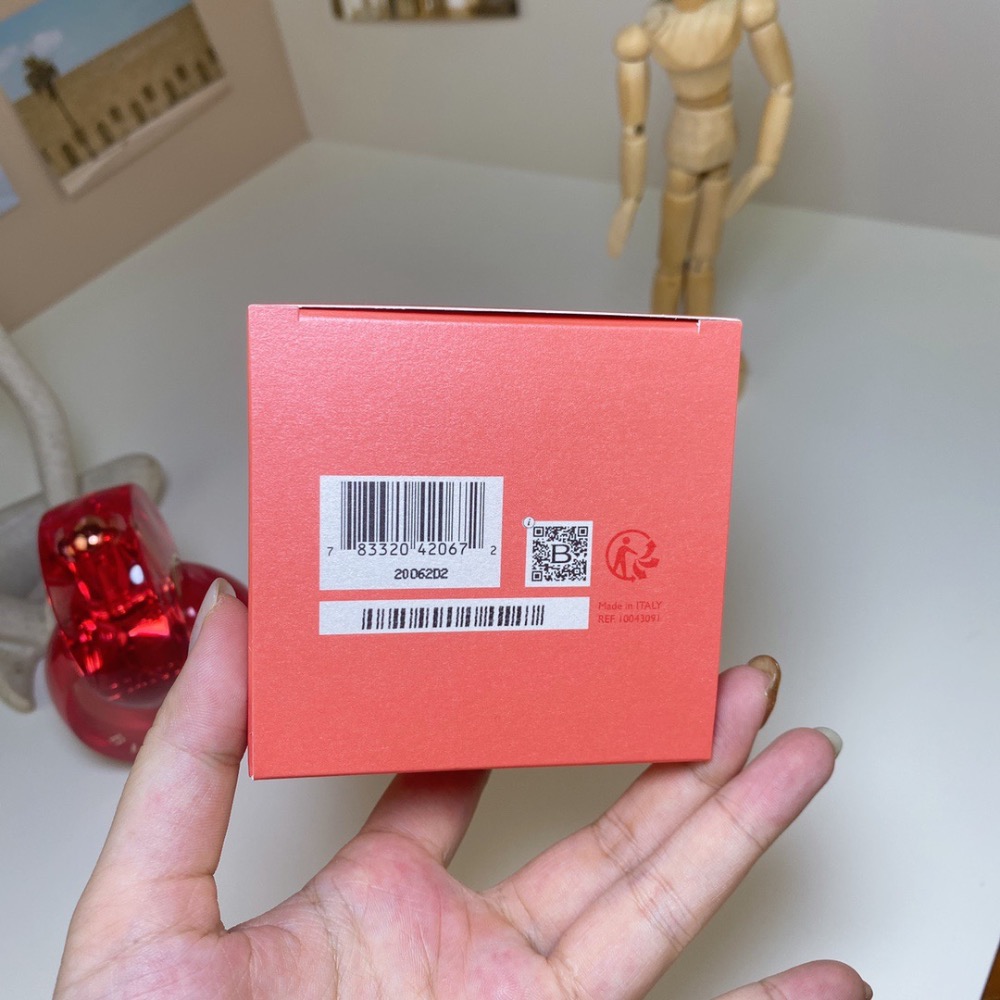 7 83320 42067 2
20062D2
i
B
Made in ITALY
REF. 10043091